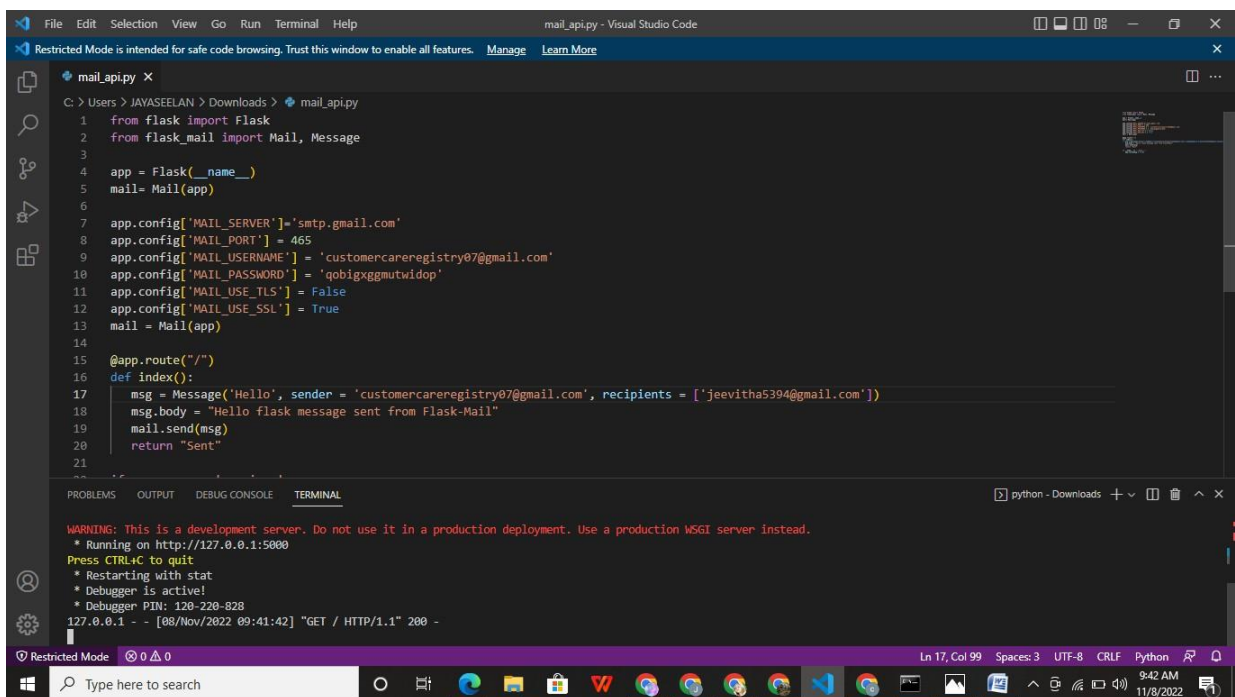 File Edit Selection View Go Run Terminal Help mail_api.py - Visual Studio Code
Restricted Mode is intended for safe code browsing. Trust this window to enable all features. Manage Learn More
mail_api.py
C: > Users > JAYASEELAN > Downloads > mail_api.py
1 from flask import Flask
2 from flask_mail import Mail, Message
3
4 app = Flask(__name__)
5 mail= Mail(app)
6
7 app.config['MAIL_SERVER']='smtp.gmail.com'
8 app.config['MAIL_PORT'] = 465
9 app.config['MAIL_USERNAME'] = 'customercareregistry07@gmail.com'
10 app.config['MAIL_PASSWORD'] = 'qobigxggmutwidop'
11 app.config['MAIL_USE_TLS'] = False
12 app.config['MAIL_USE_SSL'] = True
13 mail = Mail(app)
14
15 @app.route("/")
16 def index():
17 msg = Message('Hello', sender = 'customercareregistry07@gmail.com', recipients = ['jeevitha5394@gmail.com'])
18 msg.body = "Hello flask message sent from Flask-Mail"
19 mail.send(msg)
20 return "Sent"
21
PROBLEMS OUTPUT DEBUG CONSOLE TERMINAL python - Downloads
WARNING: This is a development server. Do not use it in a production deployment. Use a production WSGI server instead.
* Running on http://127.0.0.1:5000
Press CTRL+C to quit
* Restarting with stat
* Debugger is active!
* Debugger PIN: 120-220-828
127.0.0.1 - - [08/Nov/2022 09:41:42] "GET / HTTP/1.1" 200 -
Restricted Mode 0 0 Ln 17, Col 99 Spaces: 3 UTF-8 CRLF Python
Type here to search 9:42 AM
11/8/2022